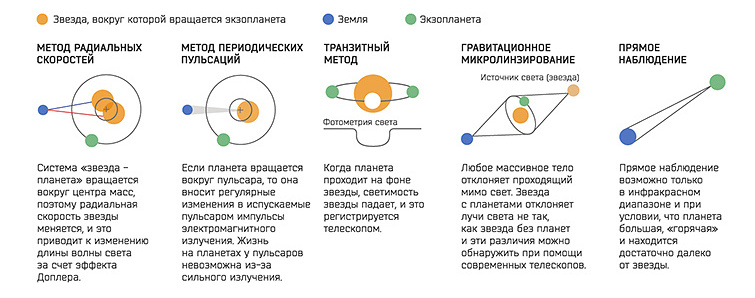 Звезда, вокруг которой вращается экзопланета
Земля
Экзопланета
МЕТОД РАДИАЛЬНЫХ
СКОРОСТЕЙ
Система «звезда –
планета» вращается
вокруг центра масс,
поэтому радиальная
скорость звезды
меняется, и это
приводит к изменению
длины волны света
за счет эффекта
Доплера.
МЕТОД ПЕРИОДИЧЕСКИХ
ПУЛЬСАЦИЙ
Если планета вращается
вокруг пульсара, то она
вносит регулярные
изменения в испускаемые
пульсаром импульсы
электромагнитного
излучения. Жизнь
на планетах у пульсаров
невозможна из-за
сильного излучения.
ТРАНЗИТНЫЙ
МЕТОД
Фотометрия света
Когда планета
проходит на фоне
звезды, светимость
звезды падает, и это
регистрируется
телескопом.
ГРАВИТАЦИОННОЕ
МИКРОЛИНЗИРОВАНИЕ
Источник света (звезда)
Любое массивное тело
отклоняет проходящий
мимо свет. Звезда
с планетами отклоняет
лучи света не так,
как звезда без планет
и эти различия можно
обнаружить при помощи
современных телескопов.
ПРЯМОЕ
НАБЛЮДЕНИЕ
Прямое наблюдение
возможно только
в инфракрасном
диапазоне и при
условии, что планета
большая, «горячая»
и находится
достаточно далеко
от звезды.